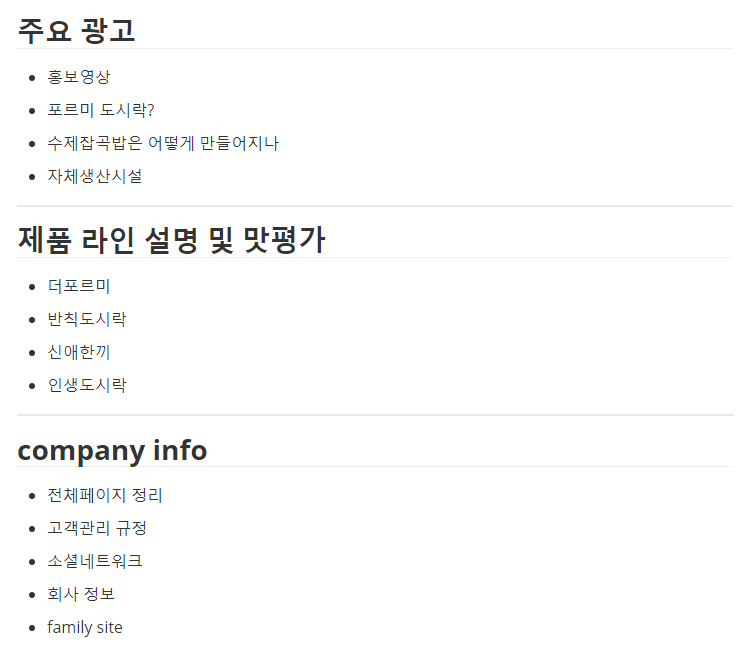 주요 광고
홍보영상
포르미 도시락?
수제잡곡밥은 어떻게 만들어지나
자체생산시설
제품 라인 설명 및 맛평가
더포르미
반칙도시락
신애한끼
인생도시락
company info
전체페이지 정리
고객관리 규정
소셜네트워크
회사 정보
family site